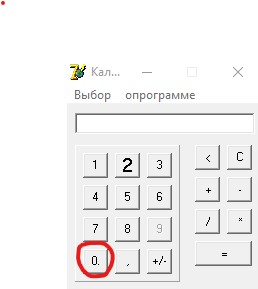 Кал...
Выбор опрограмме
1 2 3 < C
4 5 6 + -
7 8 9 / *
0. , +/- =